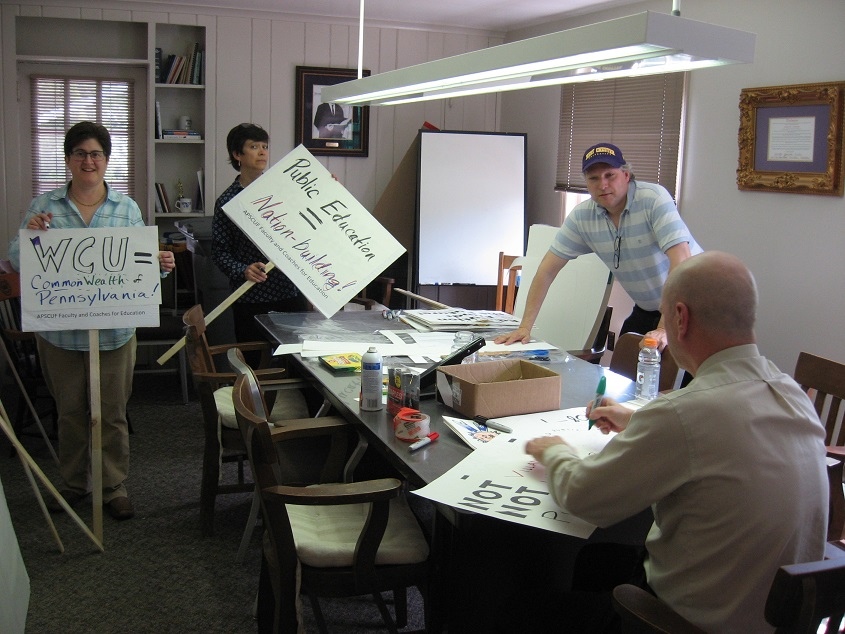 WCU =
CommonWealth of
Pennsylvania!
APSCUF Faculty and Coaches for Education
Public Education
=
Nation-building!
APSCUF Faculty and Coaches for Education
NOT
NOT